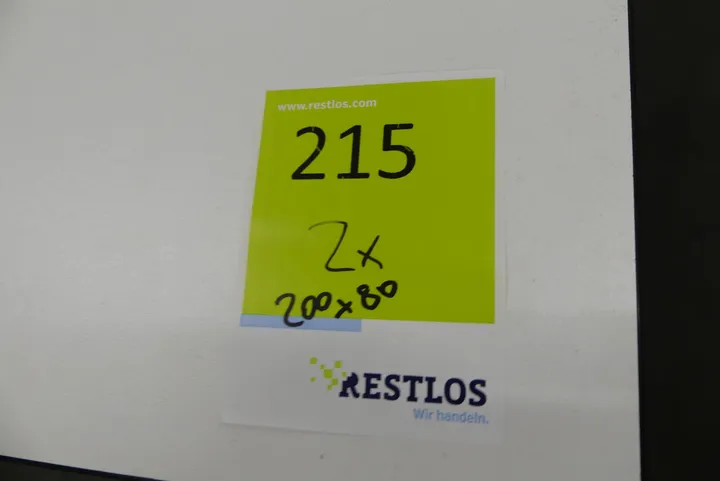 www.restlos.com
215
2x
200x80
RESTLOS
Wir handeln.